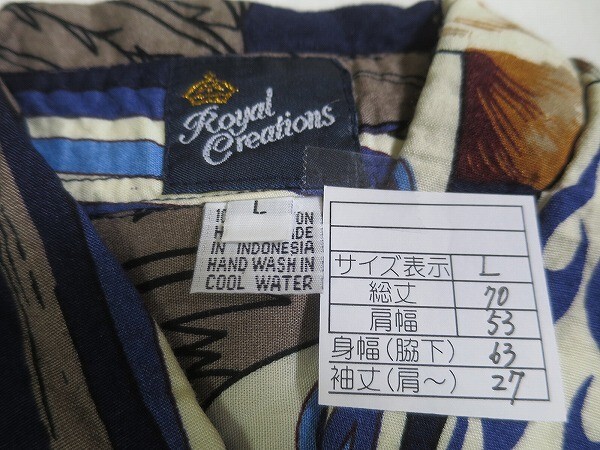 Royal
Creations
L
ON
IN INDONESIA
HAND WASH IN
COOL WATER
サイズ表示 L
総丈 70
肩幅 53
身幅(脇下) 63
袖丈(肩〜) 27